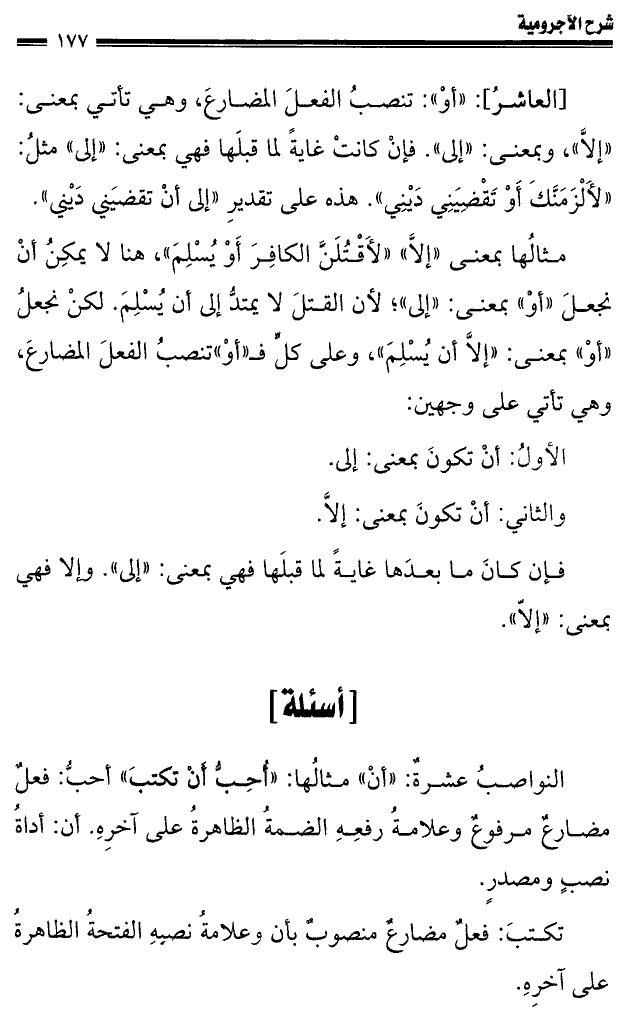 شرح الآجرومية
١٧٧
[العاشرُ]: «أوْ»: تنصبُ الفعلَ المضارعَ، وهي تأتي بمعنى:
«إلاَّ»، وبمعنى: «إلى». فإنْ كانتْ غايةً لما قبلَها فهي بمعنى: «إلى» مثلُ:
«لأَلْزَمَنَّكَ أَوْ تَقْضِيَنِي دَيْنِي». هذه على تقديرِ «إلى أنْ تقضيَني دَيْني».
مثالُها بمعنى «إلاَّ» «لأَقْتُلَنَّ الكافِرَ أَوْ يُسْلِمَ»، هنا لا يمكِنُ أنْ
نجعلَ «أوْ» بمعنى: «إلى»؛ لأن القتلَ لا يمتدُّ إلى أن يُسْلِمَ. لكنْ نجعلُ
«أوْ» بمعنى: «إلاَّ أن يُسْلِمَ»، وعلى كلٍّ فـ«أوْ»تنصبُ الفعلَ المضارعَ،
وهي تأتي على وجهين:
الأولُ: أنْ تكونَ بمعنى: إلى.
والثاني: أنْ تكونَ بمعنى: إلاَّ.
فإن كانَ ما بعدَها غايةً لما قبلَها فهي بمعنى: «إلى». وإلا فهي
بمعنى: «إلاّ».
[أسئلة]
النواصبُ عشرةٌ: «أنْ» مثالُها: «أُحِبُّ أَنْ تكتبَ» أحبُّ: فعلٌ
مضارعٌ مرفوعٌ وعلامةُ رفعِهِ الضمةُ الظاهرةُ على آخرِهِ. أن: أداةُ
نصبٍ ومصدرٍ.
تكتبَ: فعلٌ مضارعٌ منصوبٌ بأن وعلامةُ نصبِهِ الفتحةُ الظاهرةُ
على آخرِهِ.